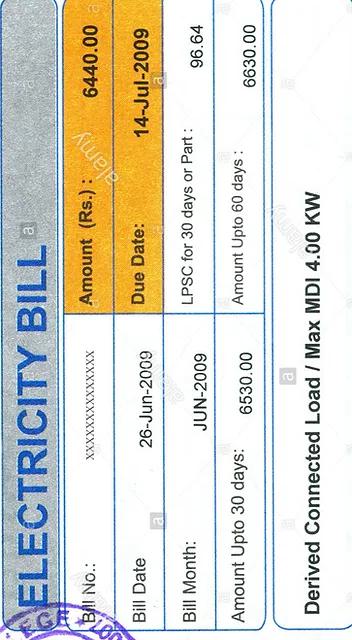 ELECTRICITY BILL
Bill No.: xxxxxxxxxxxxxxx Amount (Rs.) : 6440.00
Bill Date 26-Jun-2009 Due Date: 14-Jul-2009
Bill Month: JUN-2009 LPSC for 30 days or Part : 96.64
Amount Upto 30 days: 6530.00 Amount Upto 60 days : 6630.00
Derived Connected Load / Max MDI 4.00 KW
alamy